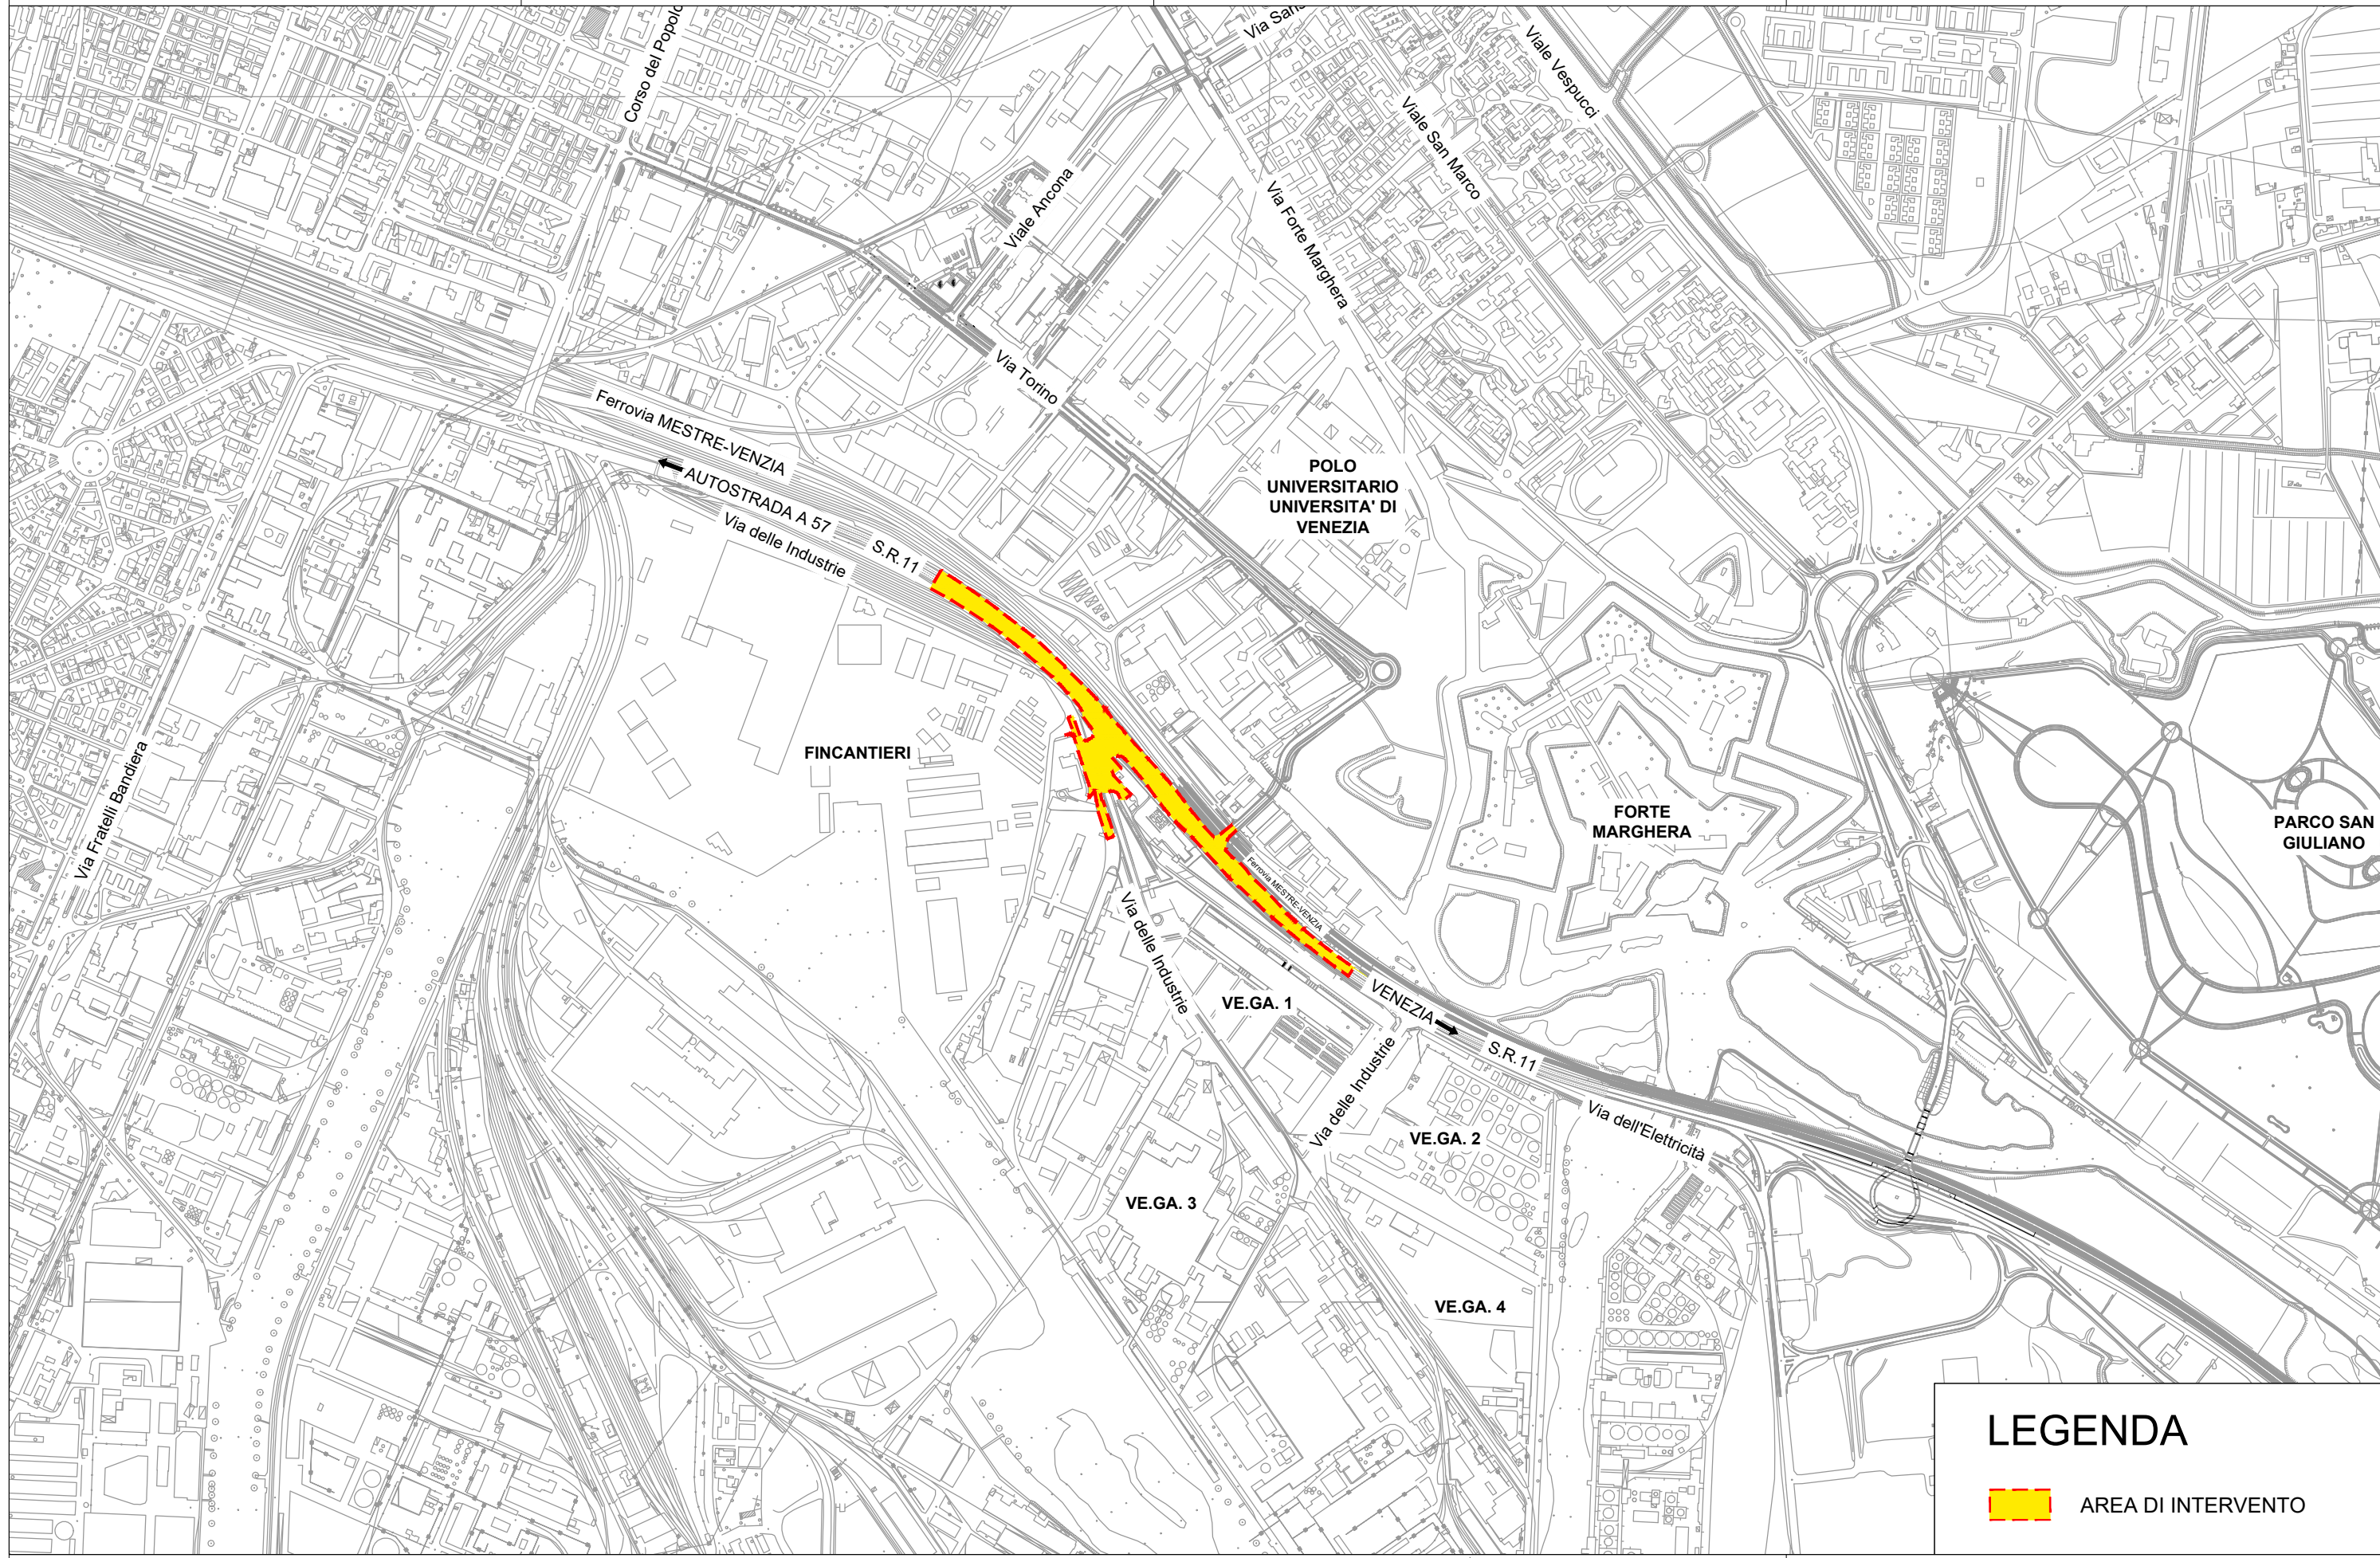 Corso del Popolo
Viale Vespucci
Viale San Marco
Viale Ancona
Via Forte Marghera
Via Torino
Ferrovia MESTRE-VENZIA
AUTOSTRADA A 57
S.R.11
Via delle Industrie
POLO
UNIVERSITARIO
UNIVERSITA' DI
VENEZIA
FINCANTIERI
Via Fratelli Bandiera
FORTE
MARGHERA
PARCO SAN
GIULIANO
Ferrovia MESTRE-VENZIA
Via delle Industrie
VE.GA. 1
VENEZIA
S.R.11
Via delle Industrie
VE.GA. 2
Via dell'Elettricità
VE.GA. 3
VE.GA. 4
LEGENDA
AREA DI INTERVENTO